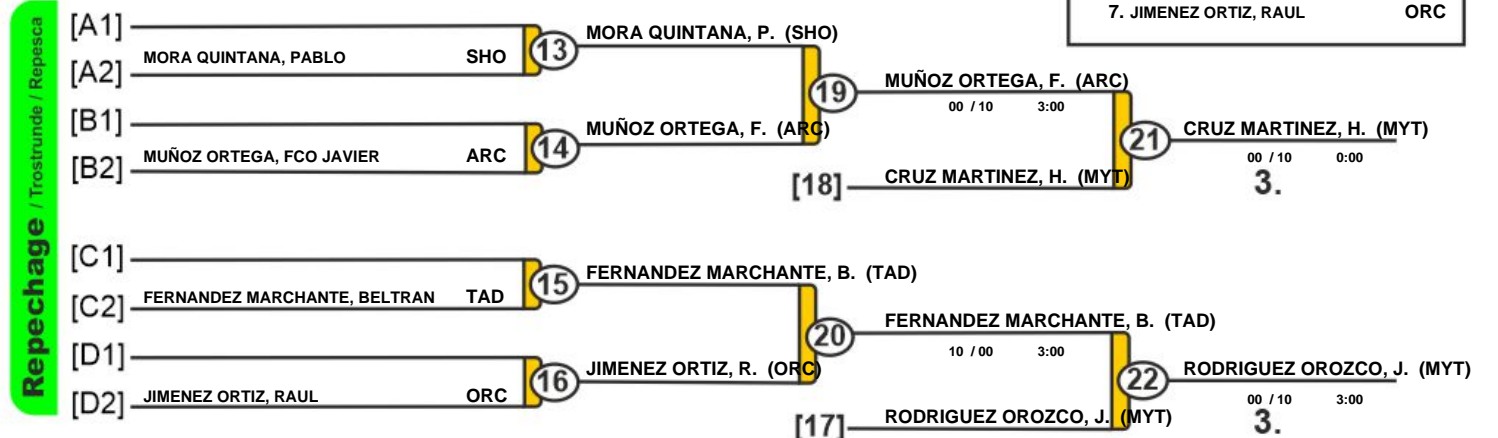 7. JIMENEZ ORTIZ, RAUL ORC
Repechage / Trostrunde / Repesca
[A1]
MORA QUINTANA, PABLO SHO
[A2]
13
MORA QUINTANA, P. (SHO)
[B1]
MUÑOZ ORTEGA, FCO JAVIER ARC
[B2]
14
MUÑOZ ORTEGA, F. (ARC)
19
MUÑOZ ORTEGA, F. (ARC)
00 / 10 3:00
[18]
CRUZ MARTINEZ, H. (MYT)
21
CRUZ MARTINEZ, H. (MYT)
00 / 10 0:00
3.
[C1]
FERNANDEZ MARCHANTE, BELTRAN TAD
[C2]
15
FERNANDEZ MARCHANTE, B. (TAD)
[D1]
JIMENEZ ORTIZ, RAUL ORC
[D2]
16
JIMENEZ ORTIZ, R. (ORC)
20
FERNANDEZ MARCHANTE, B. (TAD)
10 / 00 3:00
[17]
RODRIGUEZ OROZCO, J. (MYT)
22
RODRIGUEZ OROZCO, J. (MYT)
00 / 10 3:00
3.